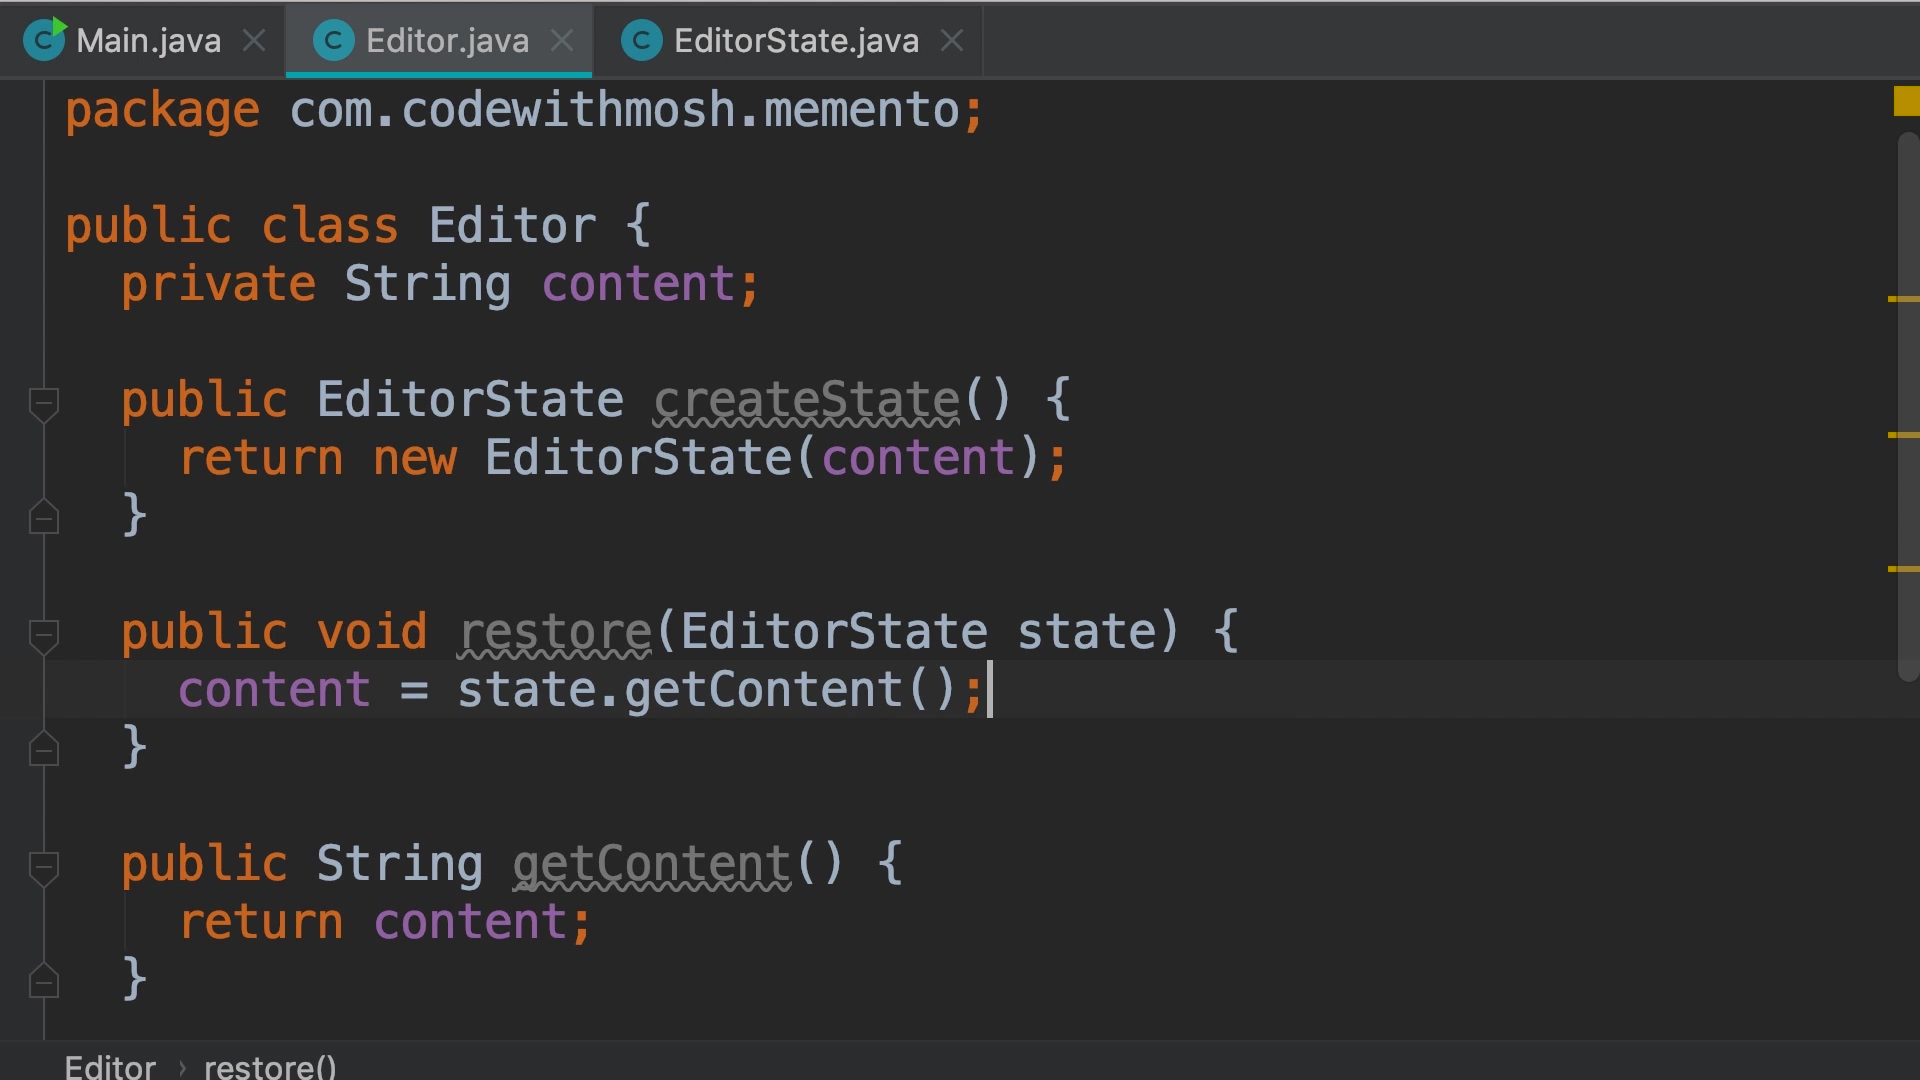 Main.java
Editor.java
EditorState.java
package com.codewithmosh.memento;
public class Editor {
private String content;
public EditorState createState() {
return new EditorState(content);
}
public void restore(EditorState state) {
content = state.getContent();
}
public String getContent() {
return content;
}
Editor › restore()